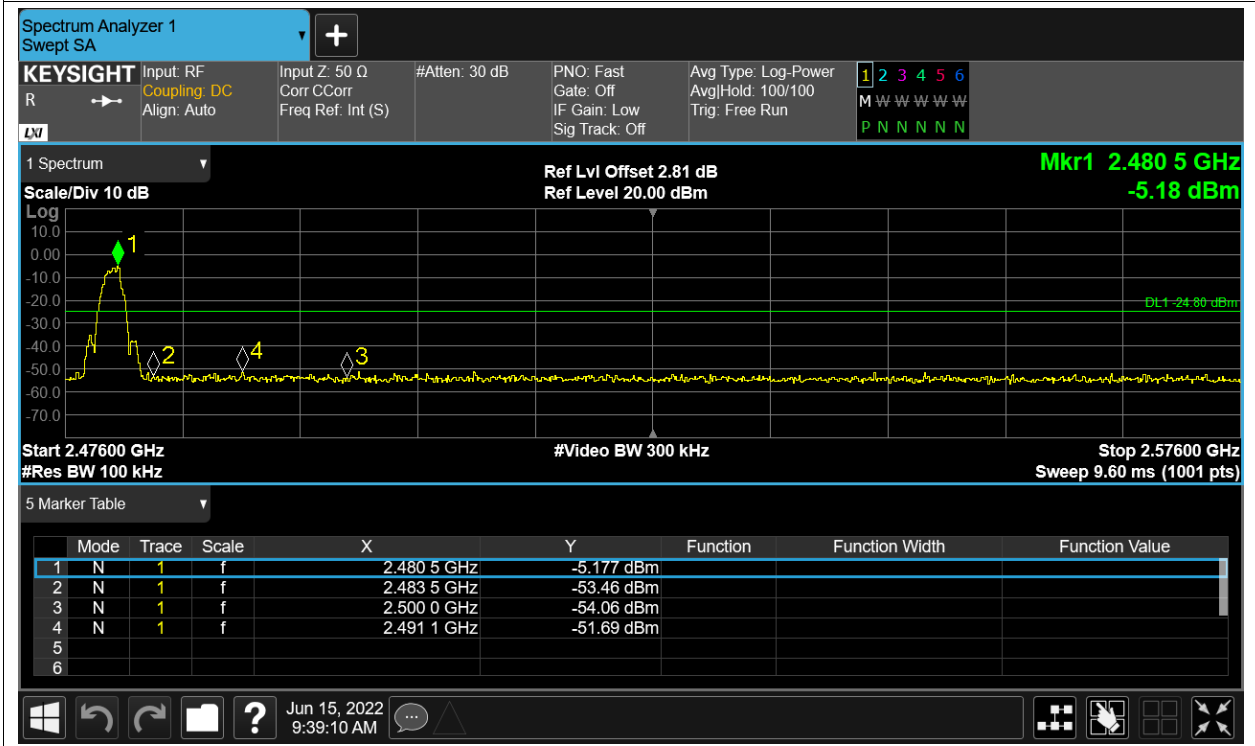 Spectrum Analyzer 1
Swept SA
+
KEYSIGHT Input: RF Input Z: 50 Ω #Atten: 30 dB PNO: Fast Avg Type: Log-Power 1 2 3 4 5 6
R Coupling: DC Corr CCorr Gate: Off Avg|Hold: 100/100 M W W W W W
Align: Auto Freq Ref: Int (S) IF Gain: Low Trig: Free Run
LXI Sig Track: Off P N N N N N
1 Spectrum Ref Lvl Offset 2.81 dB Mkr1 2.480 5 GHz
Scale/Div 10 dB Ref Level 20.00 dBm -5.18 dBm
Log
10.0
1
0.00
-10.0
-20.0
DL1 -24.80 dBm
-30.0
-40.0
2 4 3
-50.0
-60.0
-70.0
Start 2.47600 GHz #Video BW 300 kHz Stop 2.57600 GHz
#Res BW 100 kHz Sweep 9.60 ms (1001 pts)
5 Marker Table
Mode Trace Scale X Y Function Function Width Function Value
1 N 1 f 2.480 5 GHz -5.177 dBm
2 N 1 f 2.483 5 GHz -53.46 dBm
3 N 1 f 2.500 0 GHz -54.06 dBm
4 N 1 f 2.491 1 GHz -51.69 dBm
5
6
? Jun 15, 2022
9:39:10 AM